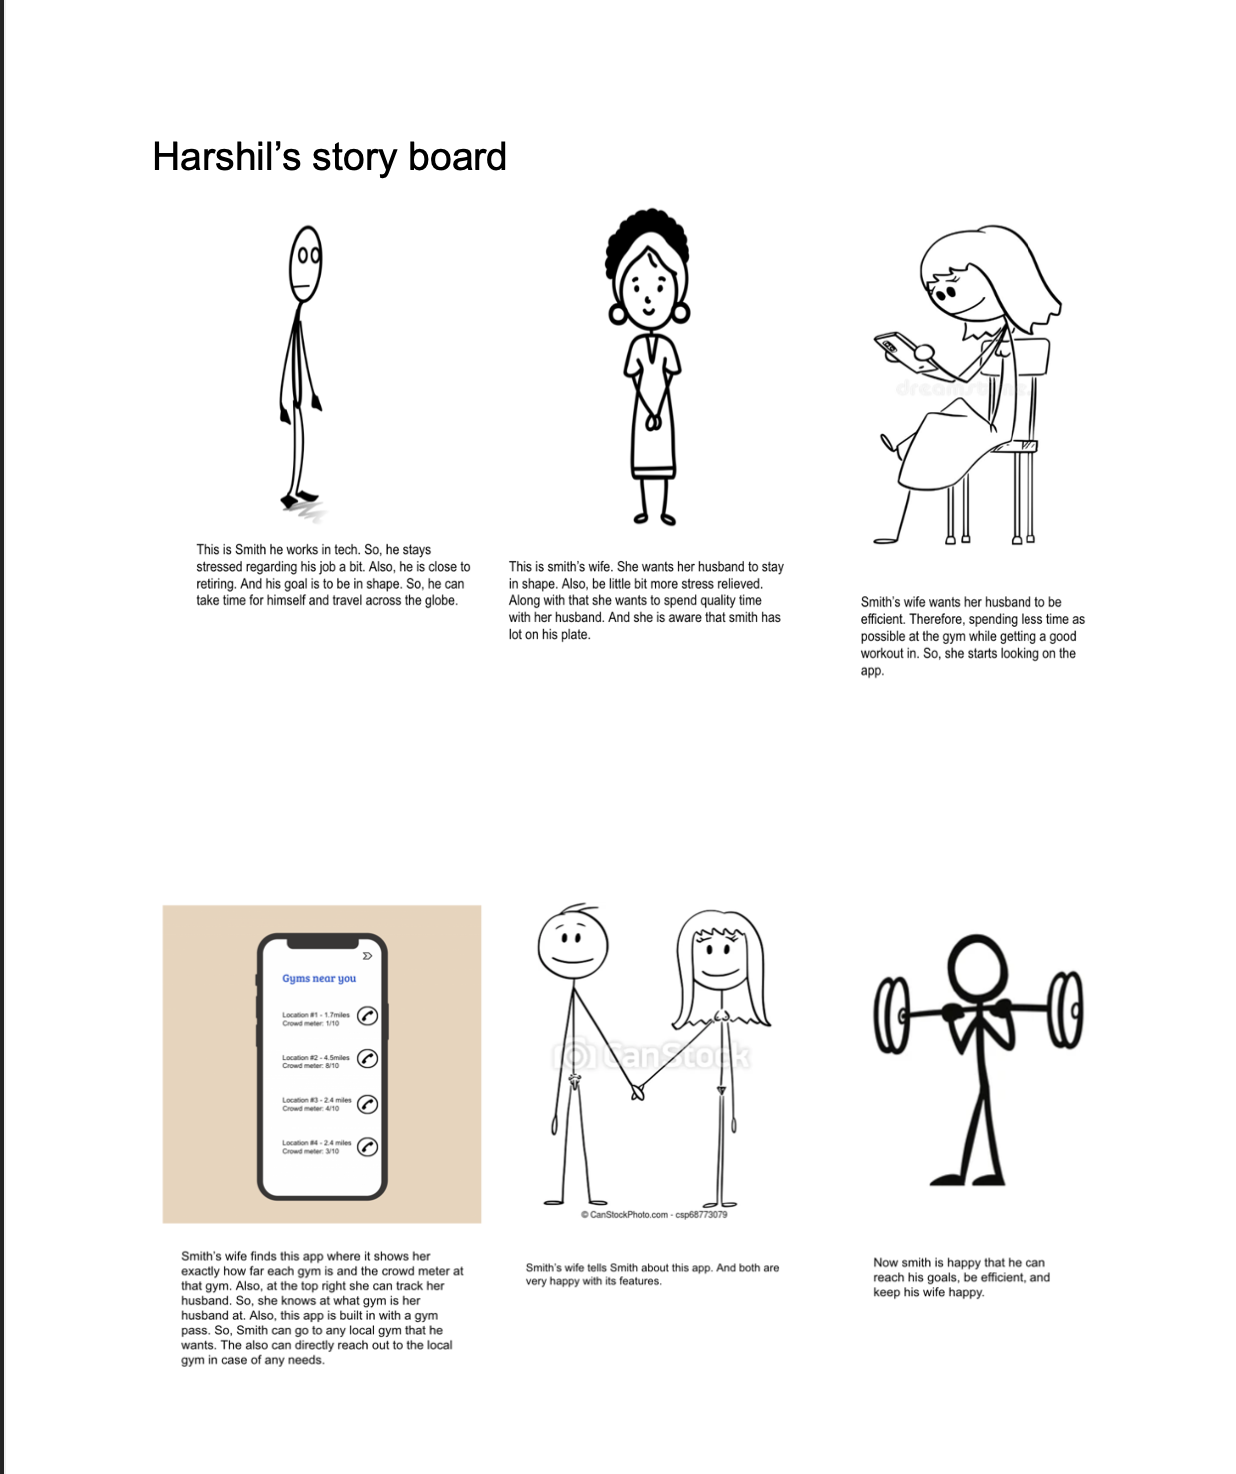 Harshil's story board
This is Smith he works in tech. So, he stays
stressed regarding his job a bit. Also, he is close to
retiring. And his goal is to be in shape. So, he can
take time for himself and travel across the globe.
This is smith's wife. She wants her husband to stay
in shape. Also, be little bit more stress relieved.
Along with that she wants to spend quality time
with her husband. And she is aware that smith has
lot on his plate.
Smith's wife wants her husband to be
efficient. Therefore, spending less time as
possible at the gym while getting a good
workout in. So, she starts looking on the
app.
Gyms near you
Location #1 - 1.7miles
Crowd meter: 1/10
Location #2 - 4.5miles
Crowd meter: 8/10
Location #3 - 2.4 miles
Crowd meter: 4/10
Location #4 - 2.4 miles
Crowd meter: 3/10
Smith's wife finds this app where it shows her
exactly how far each gym is and the crowd meter at
that gym. Also, at the top right she can track her
husband. So, she knows at what gym is her
husband at. Also, this app is built in with a gym
pass. So, Smith can go to any local gym that he
wants. The also can directly reach out to the local
gym in case of any needs.
CanStock
© CanStockPhoto.com - csp68773079
Smith's wife tells Smith about this app. And both are
very happy with its features.
Now smith is happy that he can
reach his goals, be efficient, and
keep his wife happy.